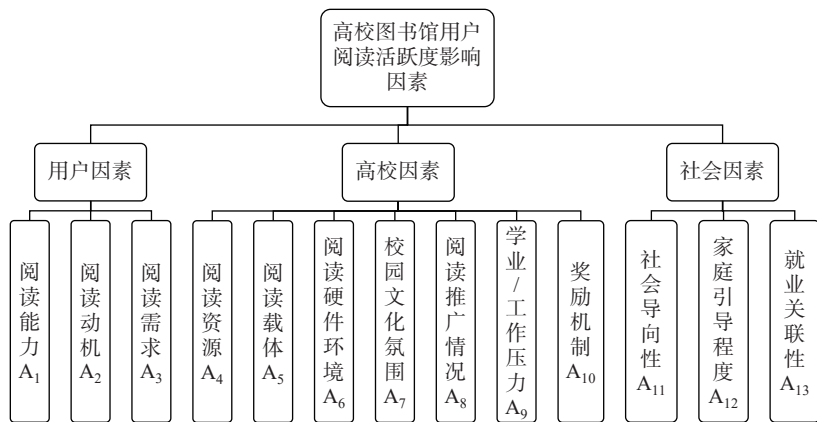 高校图书馆用户
阅读活跃度影响
因素
用户因素
高校因素
社会因素
阅读能力A₁
阅读动机A₂
阅读需求A₃
阅读资源A₄
阅读载体A₅
阅读硬件环境A₆
校园文化氛围A₇
阅读推广情况A₈
学业/工作压力A₉
奖励机制A₁₀
社会导向性A₁₁
家庭引导程度A₁₂
就业关联性A₁₃